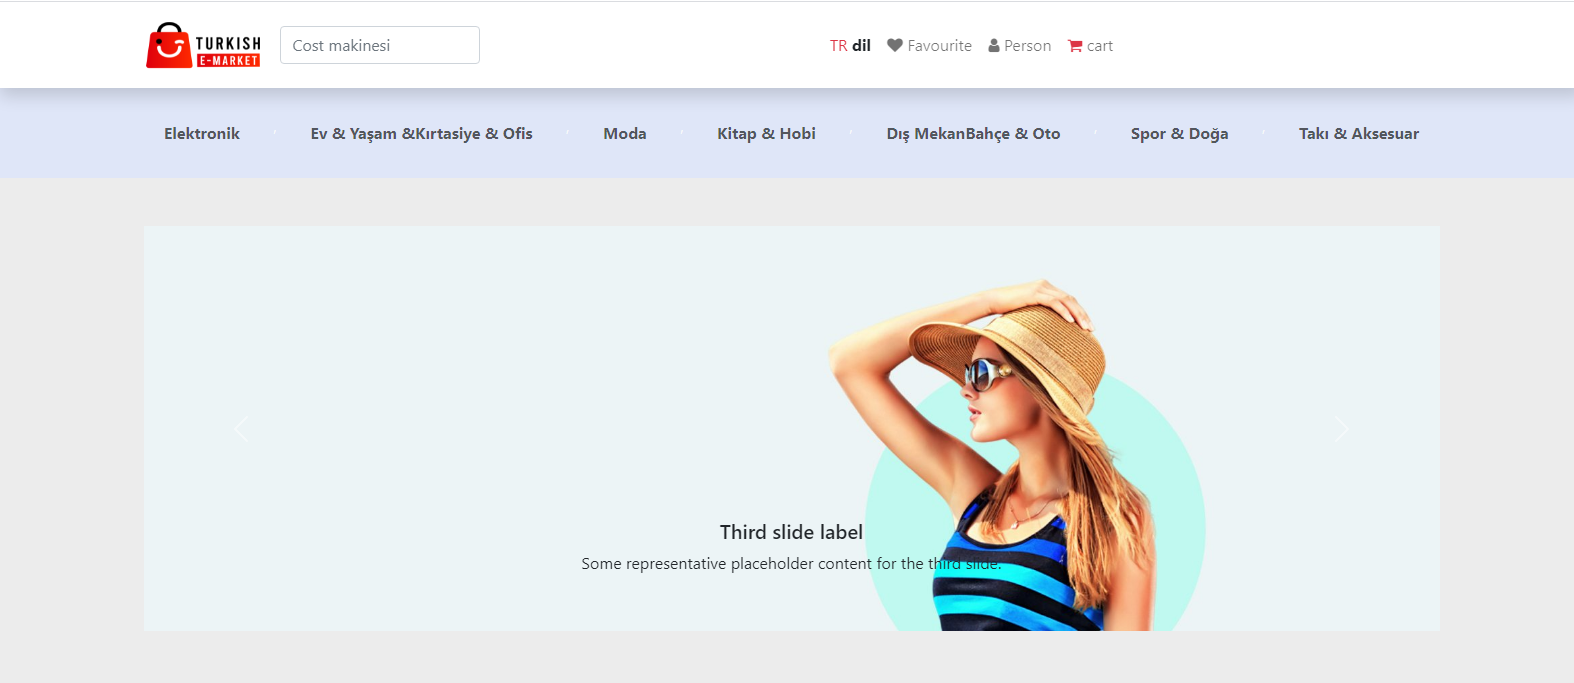 TURKISH
E-MARKET
Cost makinesi
TR dil Favourite Person cart
Elektronik Ev & Yaşam &Kırtasiye & Ofis Moda Kitap & Hobi Dış MekanBahçe & Oto Spor & Doğa Takı & Aksesuar
Third slide label
Some representative placeholder content for the third slide.